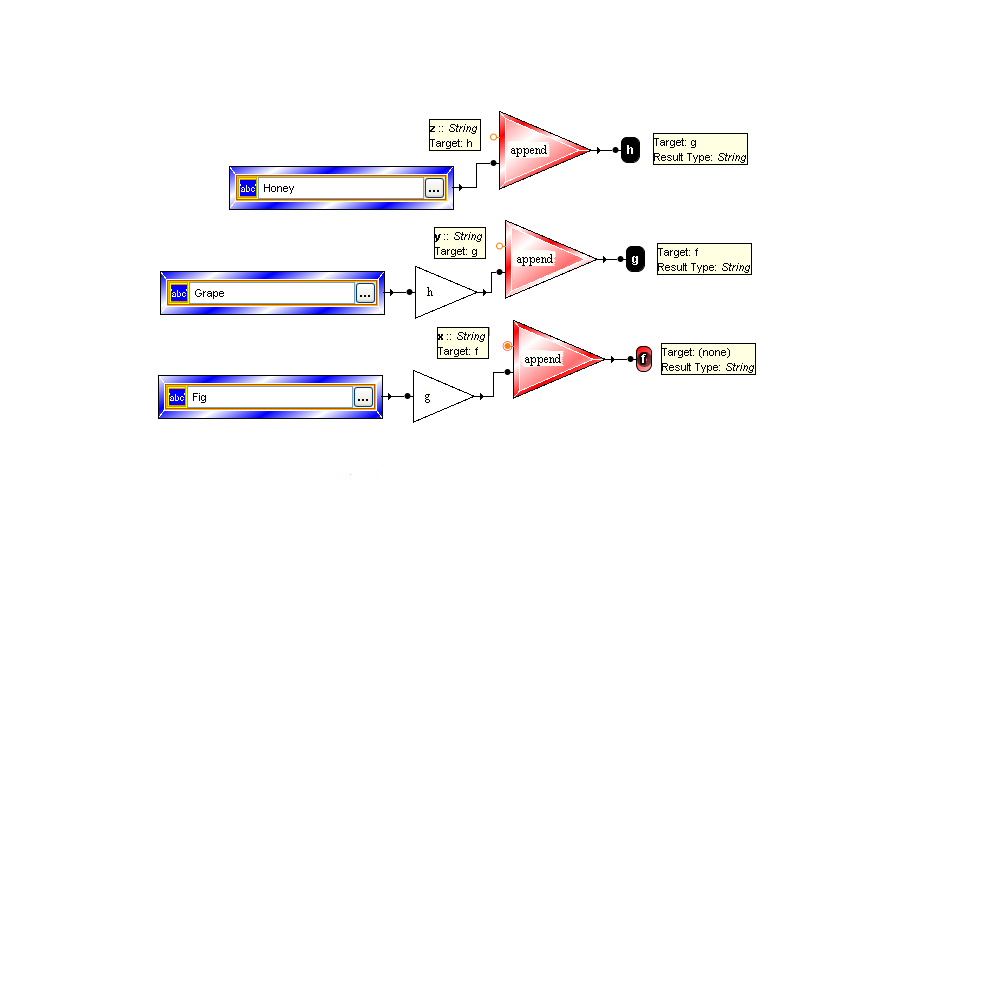 z :: String
Target: h
append
h
Target: g
Result Type: String
abc Honey ...
y :: String
Target: g
append
g
Target: f
Result Type: String
abc Grape ...
h
x :: String
Target: f
append
f
Target: (none)
Result Type: String
abc Fig ...
g